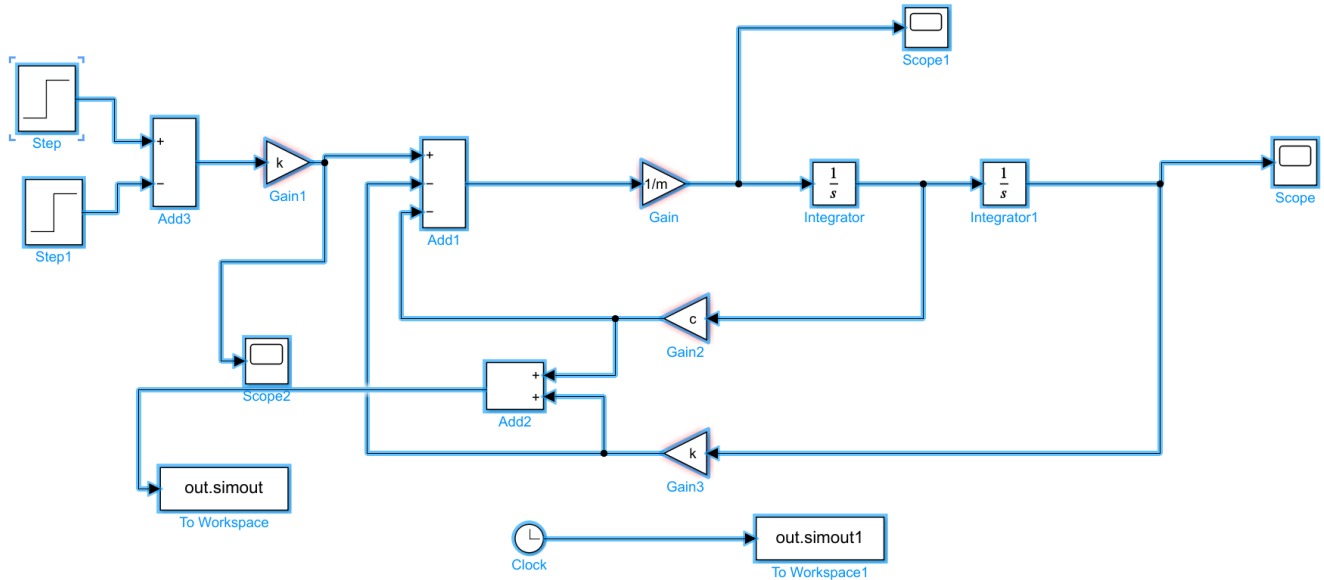 Scope1
Step
+
−
Add3
k
Gain1
+
−
−
Add1
1/m
Gain
1
s
Integrator
1
s
Integrator1
Scope
Step1
c
Gain2
Scope2
+
+
Add2
k
Gain3
out.simout
To Workspace
Clock
out.simout1
To Workspace1